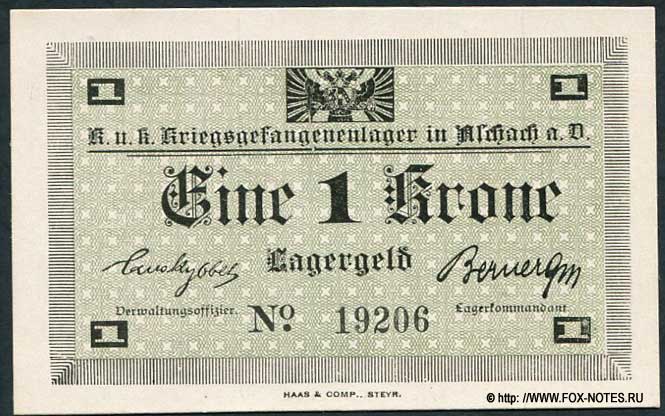 1 1
K. u. k. Kriegsgefangenenlager in Aschach a. D.
Eine 1 Krone
Lagergeld
Verwaltungsoffizier. Lagerkommandant
No. 19206
1 1
HAAS & COMP., STEYR.
© http://www.FOX-NOTES.RU